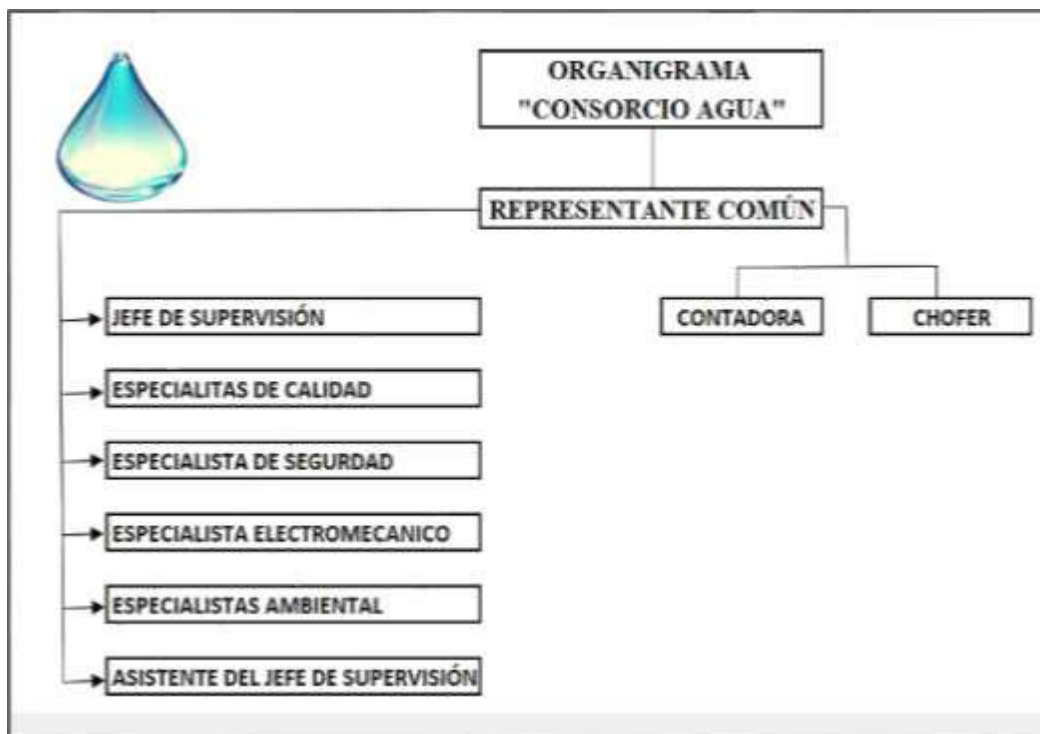 ORGANIGRAMA
"CONSORCIO AGUA"
REPRESENTANTE COMÚN
JEFE DE SUPERVISIÓN
CONTADORA
CHOFER
ESPECIALITAS DE CALIDAD
ESPECIALISTA DE SEGURDAD
ESPECIALISTA ELECTROMECANICO
ESPECIALISTAS AMBIENTAL
ASISTENTE DEL JEFE DE SUPERVISIÓN